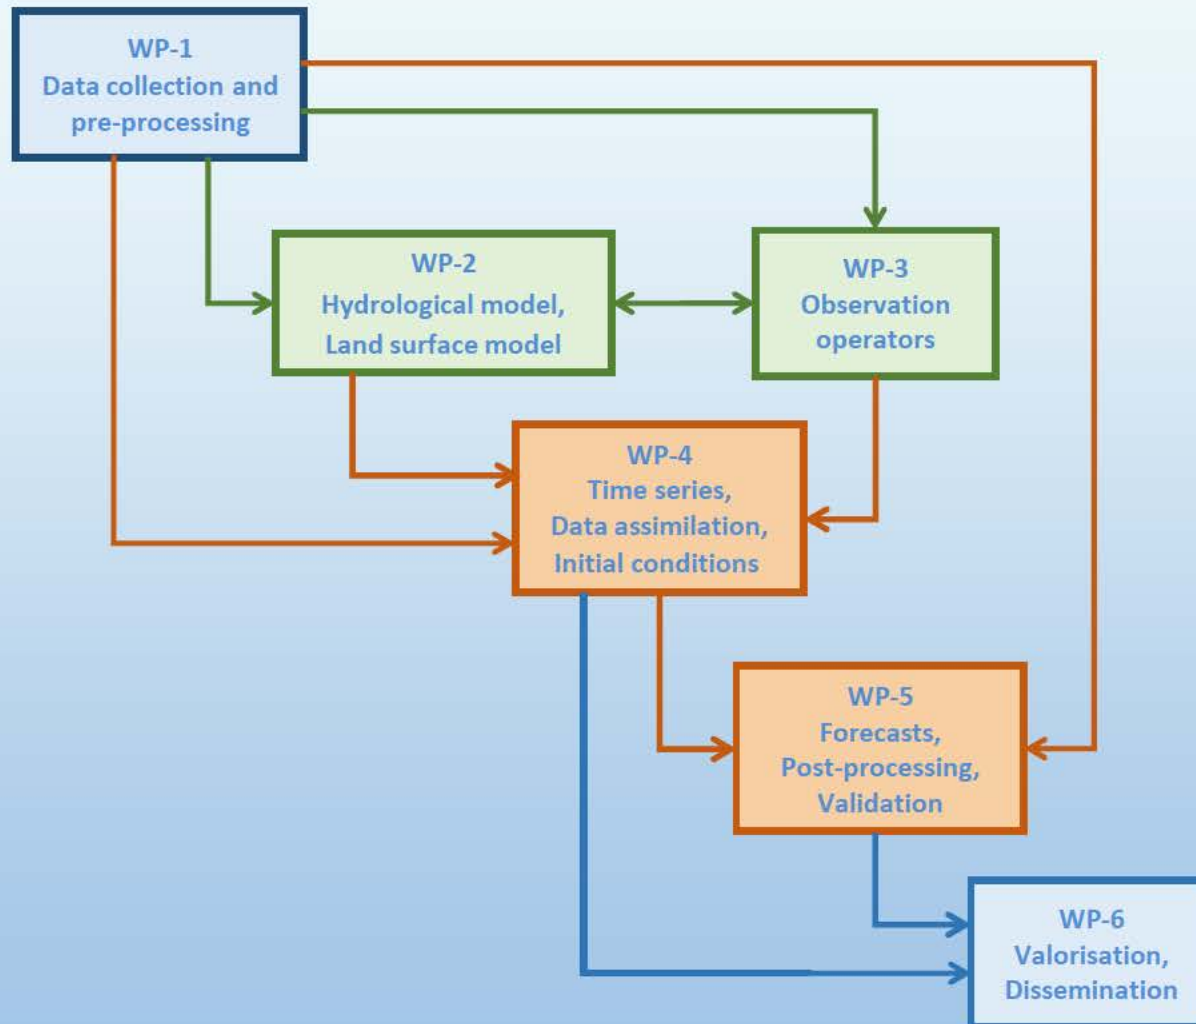 WP-1
Data collection and
pre-processing
WP-2
Hydrological model,
Land surface model
WP-3
Observation
operators
WP-4
Time series,
Data assimilation,
Initial conditions
WP-5
Forecasts,
Post-processing,
Validation
WP-6
Valorisation,
Dissemination